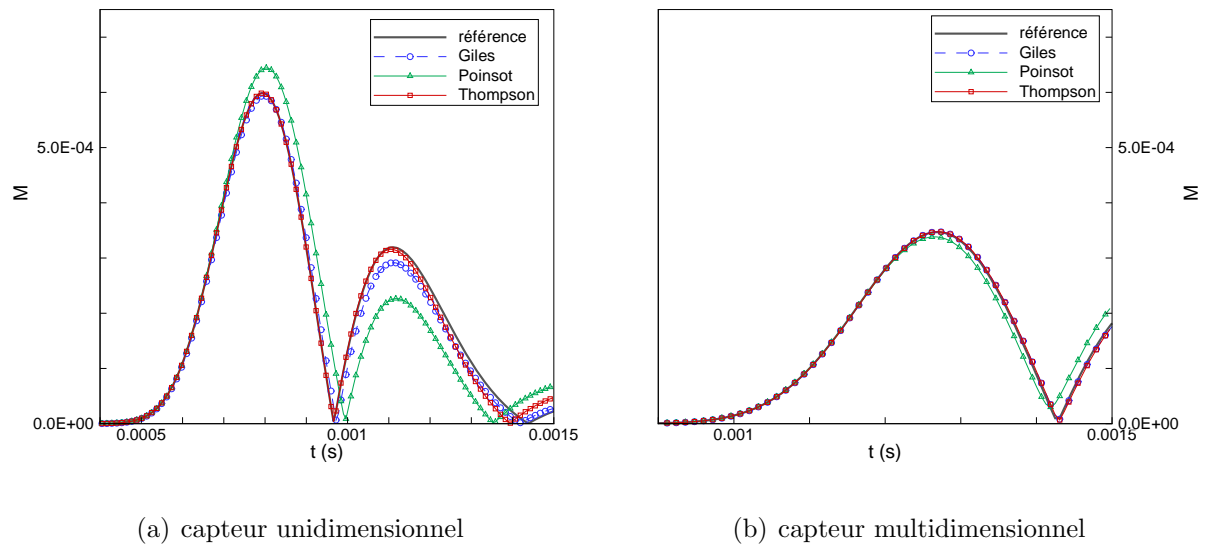 référence
Giles
Poinsot
Thompson
5.0E-04
M
0.0E+00
0.0005
0.001
0.0015
t (s)
référence
Giles
Poinsot
Thompson
5.0E-04
M
0.0E+00
0.001
0.0015
t (s)
(a) capteur unidimensionnel
(b) capteur multidimensionnel